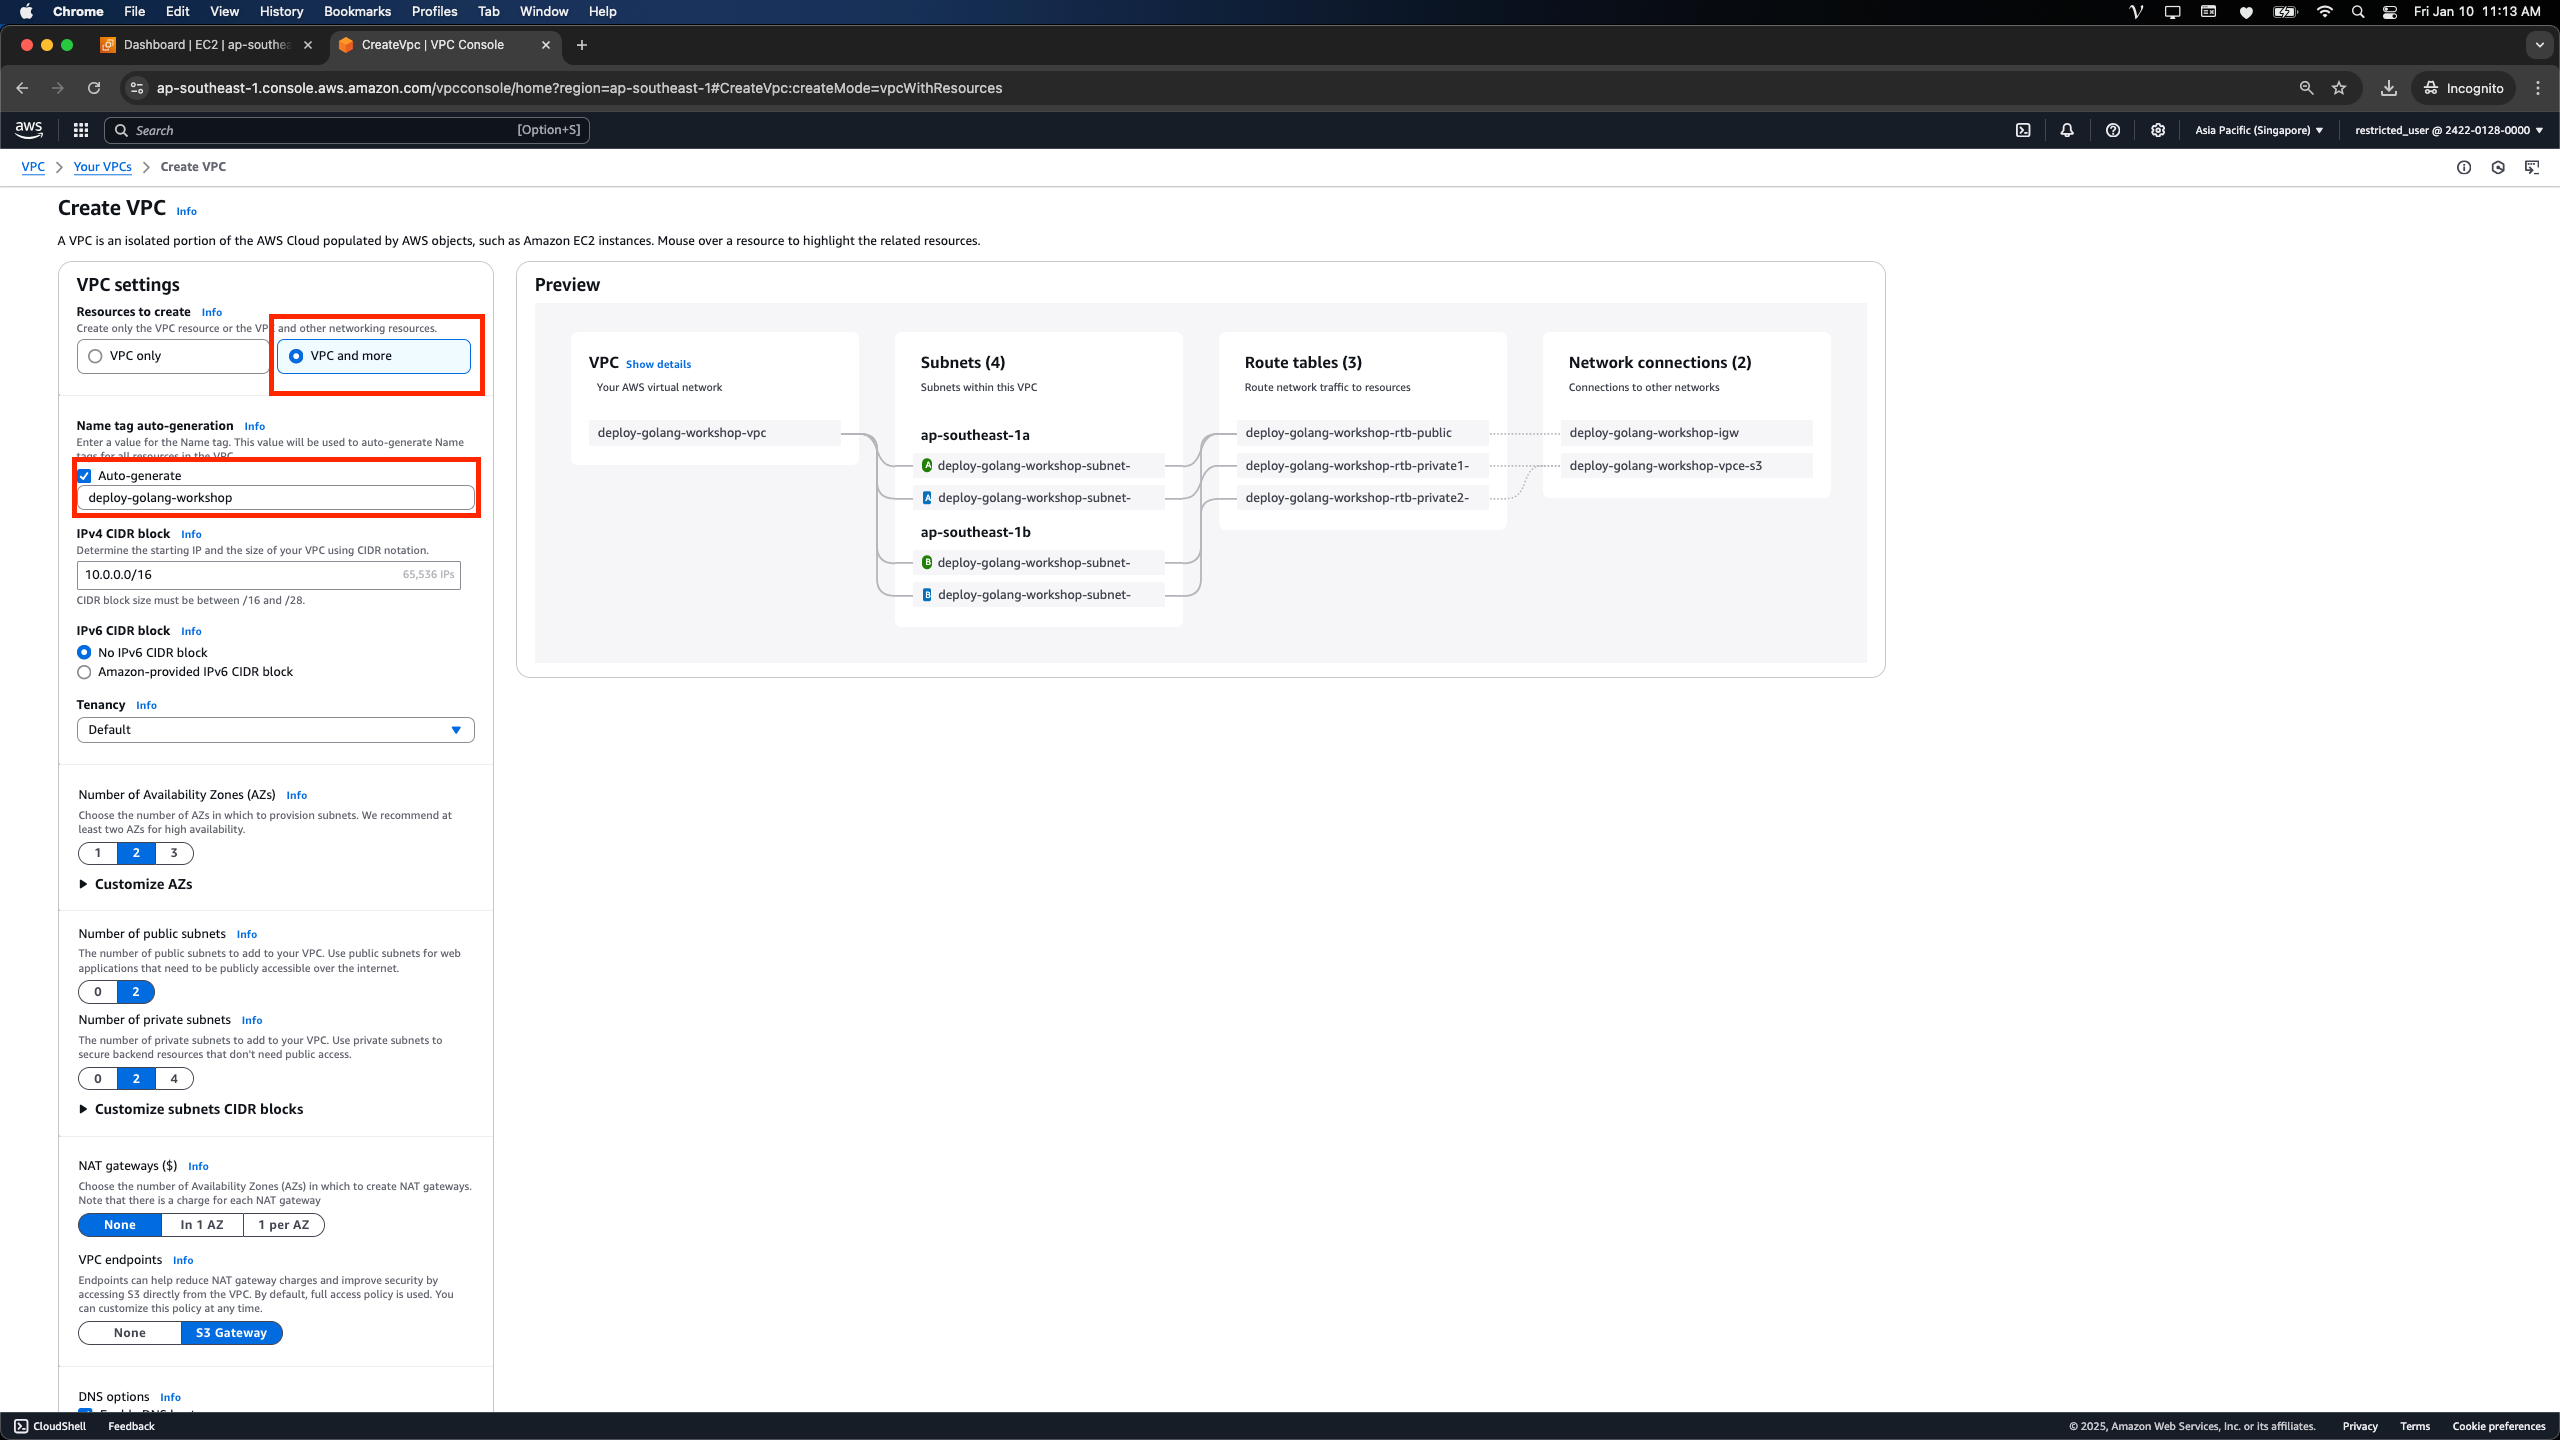 Chrome File Edit View History Bookmarks Profiles Tab Window Help Fri Jan 10 11:13 AM
Dashboard | EC2 | ap-southea CreateVpc | VPC Console
ap-southeast-1.console.aws.amazon.com/vpcconsole/home?region=ap-southeast-1#CreateVpc:createMode=vpcWithResources Incognito
aws Search [Option+S] Asia Pacific (Singapore) restricted_user @ 2422-0128-0000
VPC Your VPCs Create VPC
Create VPC Info
A VPC is an isolated portion of the AWS Cloud populated by AWS objects, such as Amazon EC2 instances. Mouse over a resource to highlight the related resources.
VPC settings
Resources to create Info
Create only the VPC resource or the VPC and other networking resources.
VPC only VPC and more
Name tag auto-generation Info
Enter a value for the Name tag. This value will be used to auto-generate Name
tags for all resources in the VPC.
Auto-generate
deploy-golang-workshop
IPv4 CIDR block Info
Determine the starting IP and the size of your VPC using CIDR notation.
10.0.0.0/16 65,536 IPs
CIDR block size must be between /16 and /28.
IPv6 CIDR block Info
No IPv6 CIDR block
Amazon-provided IPv6 CIDR block
Tenancy Info
Default
Number of Availability Zones (AZs) Info
Choose the number of AZs in which to provision subnets. We recommend at
least two AZs for high availability.
1 2 3
Customize AZs
Number of public subnets Info
The number of public subnets to add to your VPC. Use public subnets for web
applications that need to be publicly accessible over the internet.
0 2
Number of private subnets Info
The number of private subnets to add to your VPC. Use private subnets to
secure backend resources that don't need public access.
0 2 4
Customize subnets CIDR blocks
NAT gateways ($) Info
Choose the number of Availability Zones (AZs) in which to create NAT gateways.
Note that there is a charge for each NAT gateway
None In 1 AZ 1 per AZ
VPC endpoints Info
Endpoints can help reduce NAT gateway charges and improve security by
accessing S3 directly from the VPC. By default, full access policy is used. You
can customize this policy at any time.
None S3 Gateway
DNS options Info
Preview
VPC Show details
Your AWS virtual network
deploy-golang-workshop-vpc
Subnets (4)
Subnets within this VPC
ap-southeast-1a
A deploy-golang-workshop-subnet-
A deploy-golang-workshop-subnet-
ap-southeast-1b
B deploy-golang-workshop-subnet-
B deploy-golang-workshop-subnet-
Route tables (3)
Route network traffic to resources
deploy-golang-workshop-rtb-public
deploy-golang-workshop-rtb-private1-
deploy-golang-workshop-rtb-private2-
Network connections (2)
Connections to other networks
deploy-golang-workshop-igw
deploy-golang-workshop-vpce-s3
CloudShell Feedback © 2025, Amazon Web Services, Inc. or its affiliates. Privacy Terms Cookie preferences